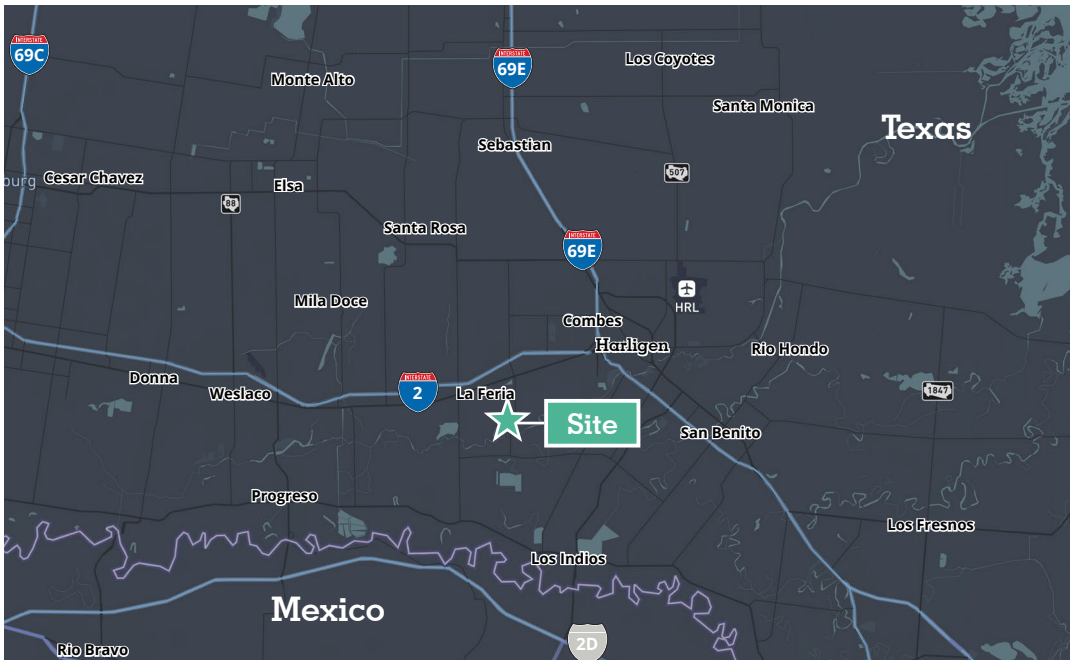 INTERSTATE
69C
INTERSTATE
69E
Los Coyotes
Monte Alto
Santa Monica
Texas
Sebastian
507
burg
Cesar Chavez
Elsa
88
Santa Rosa
INTERSTATE
69E
Mila Doce
HRL
Combes
Harligen
Rio Hondo
Donna
INTERSTATE
2
Weslaco
La Feria
1847
Site
San Benito
Progreso
Los Fresnos
Los Indios
Mexico
2D
Rio Bravo